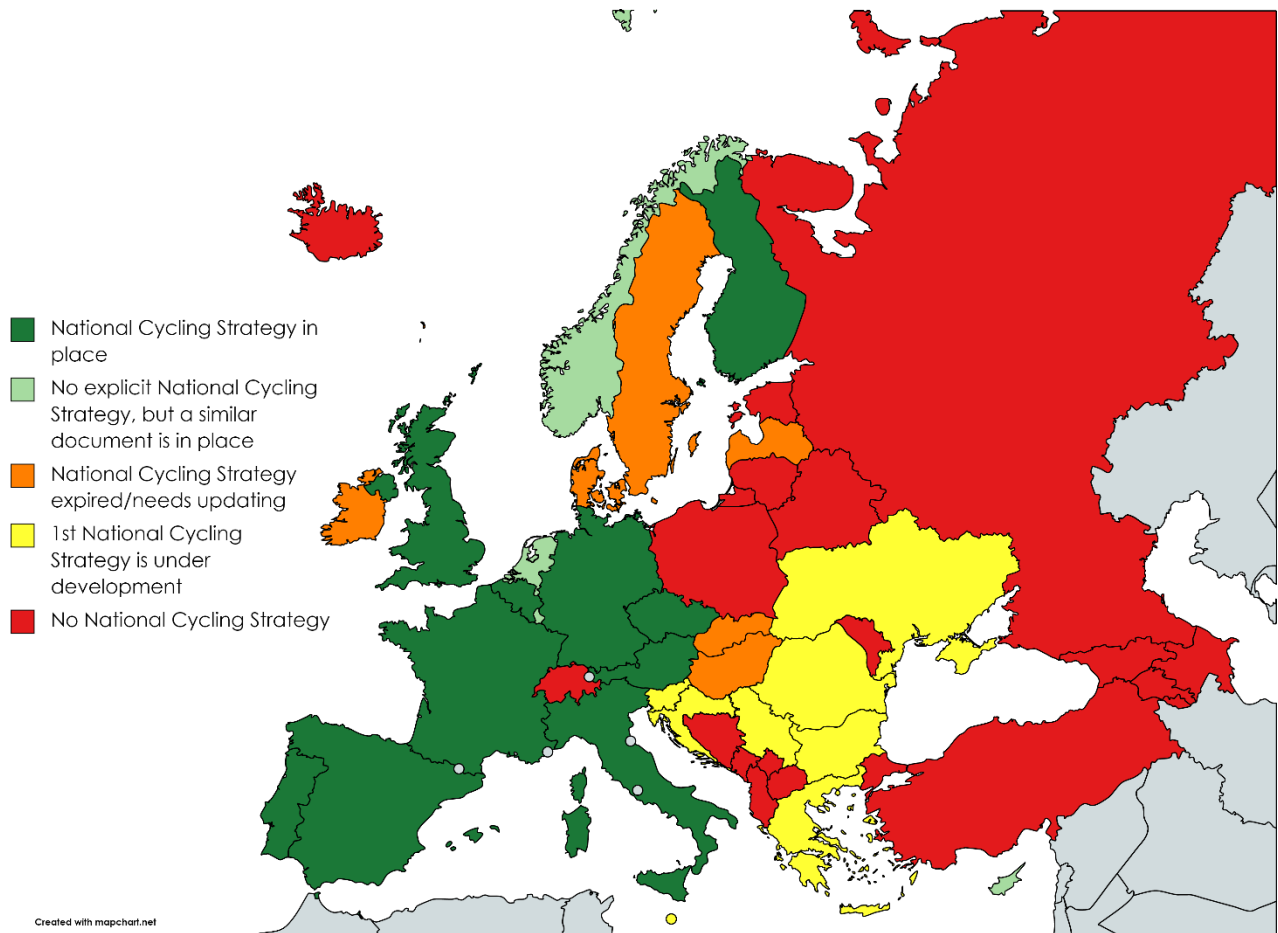 National Cycling Strategy in
place
No explicit National Cycling
Strategy, but a similar
document is in place
National Cycling Strategy
expired/needs updating
1st National Cycling
Strategy is under
development
No National Cycling Strategy
Created with mapchart.net